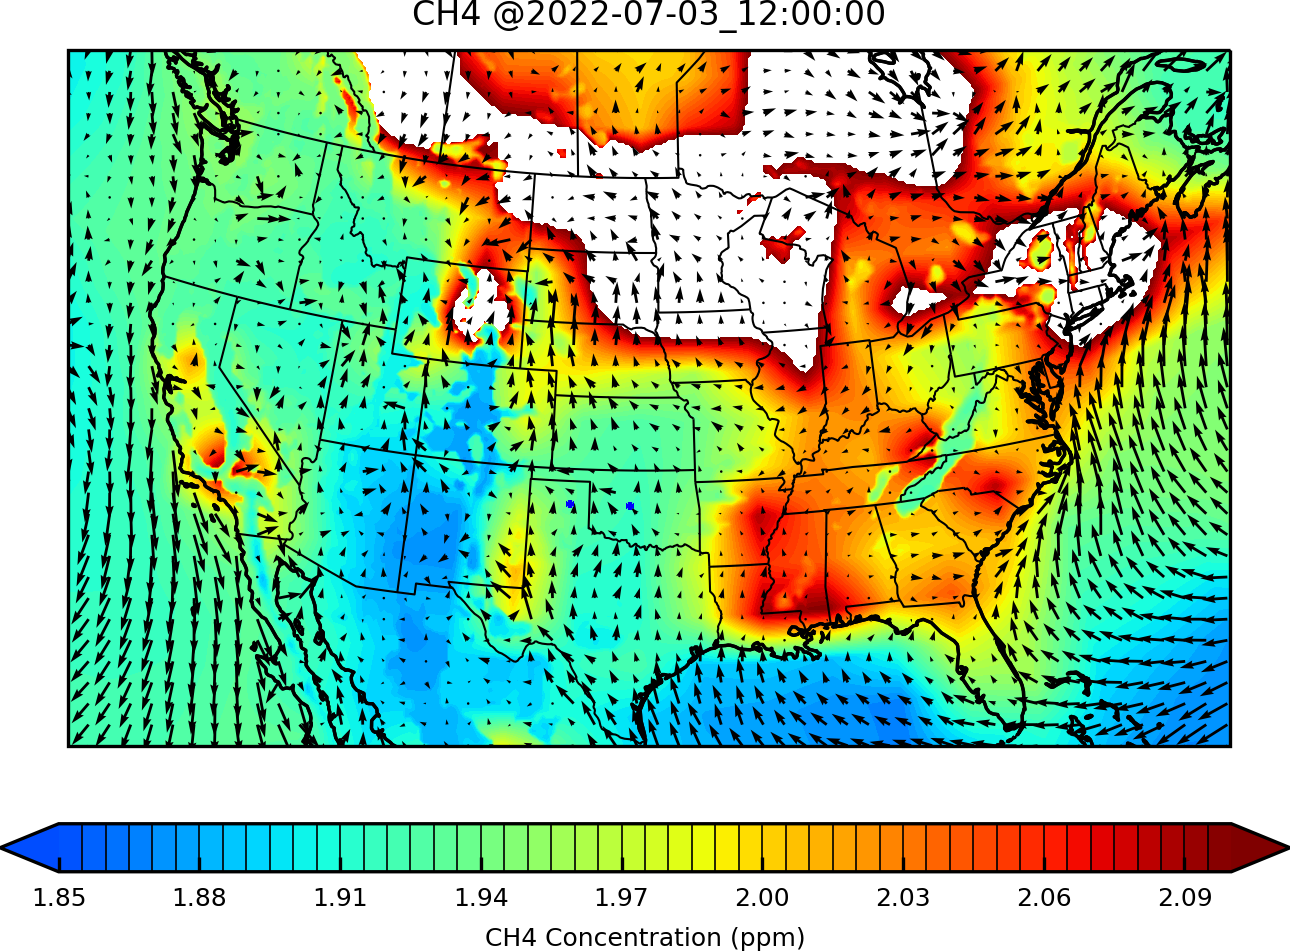 CH4 @2022-07-03_12:00:00
1.85 1.88 1.91 1.94 1.97 2.00 2.03 2.06 2.09
CH4 Concentration (ppm)